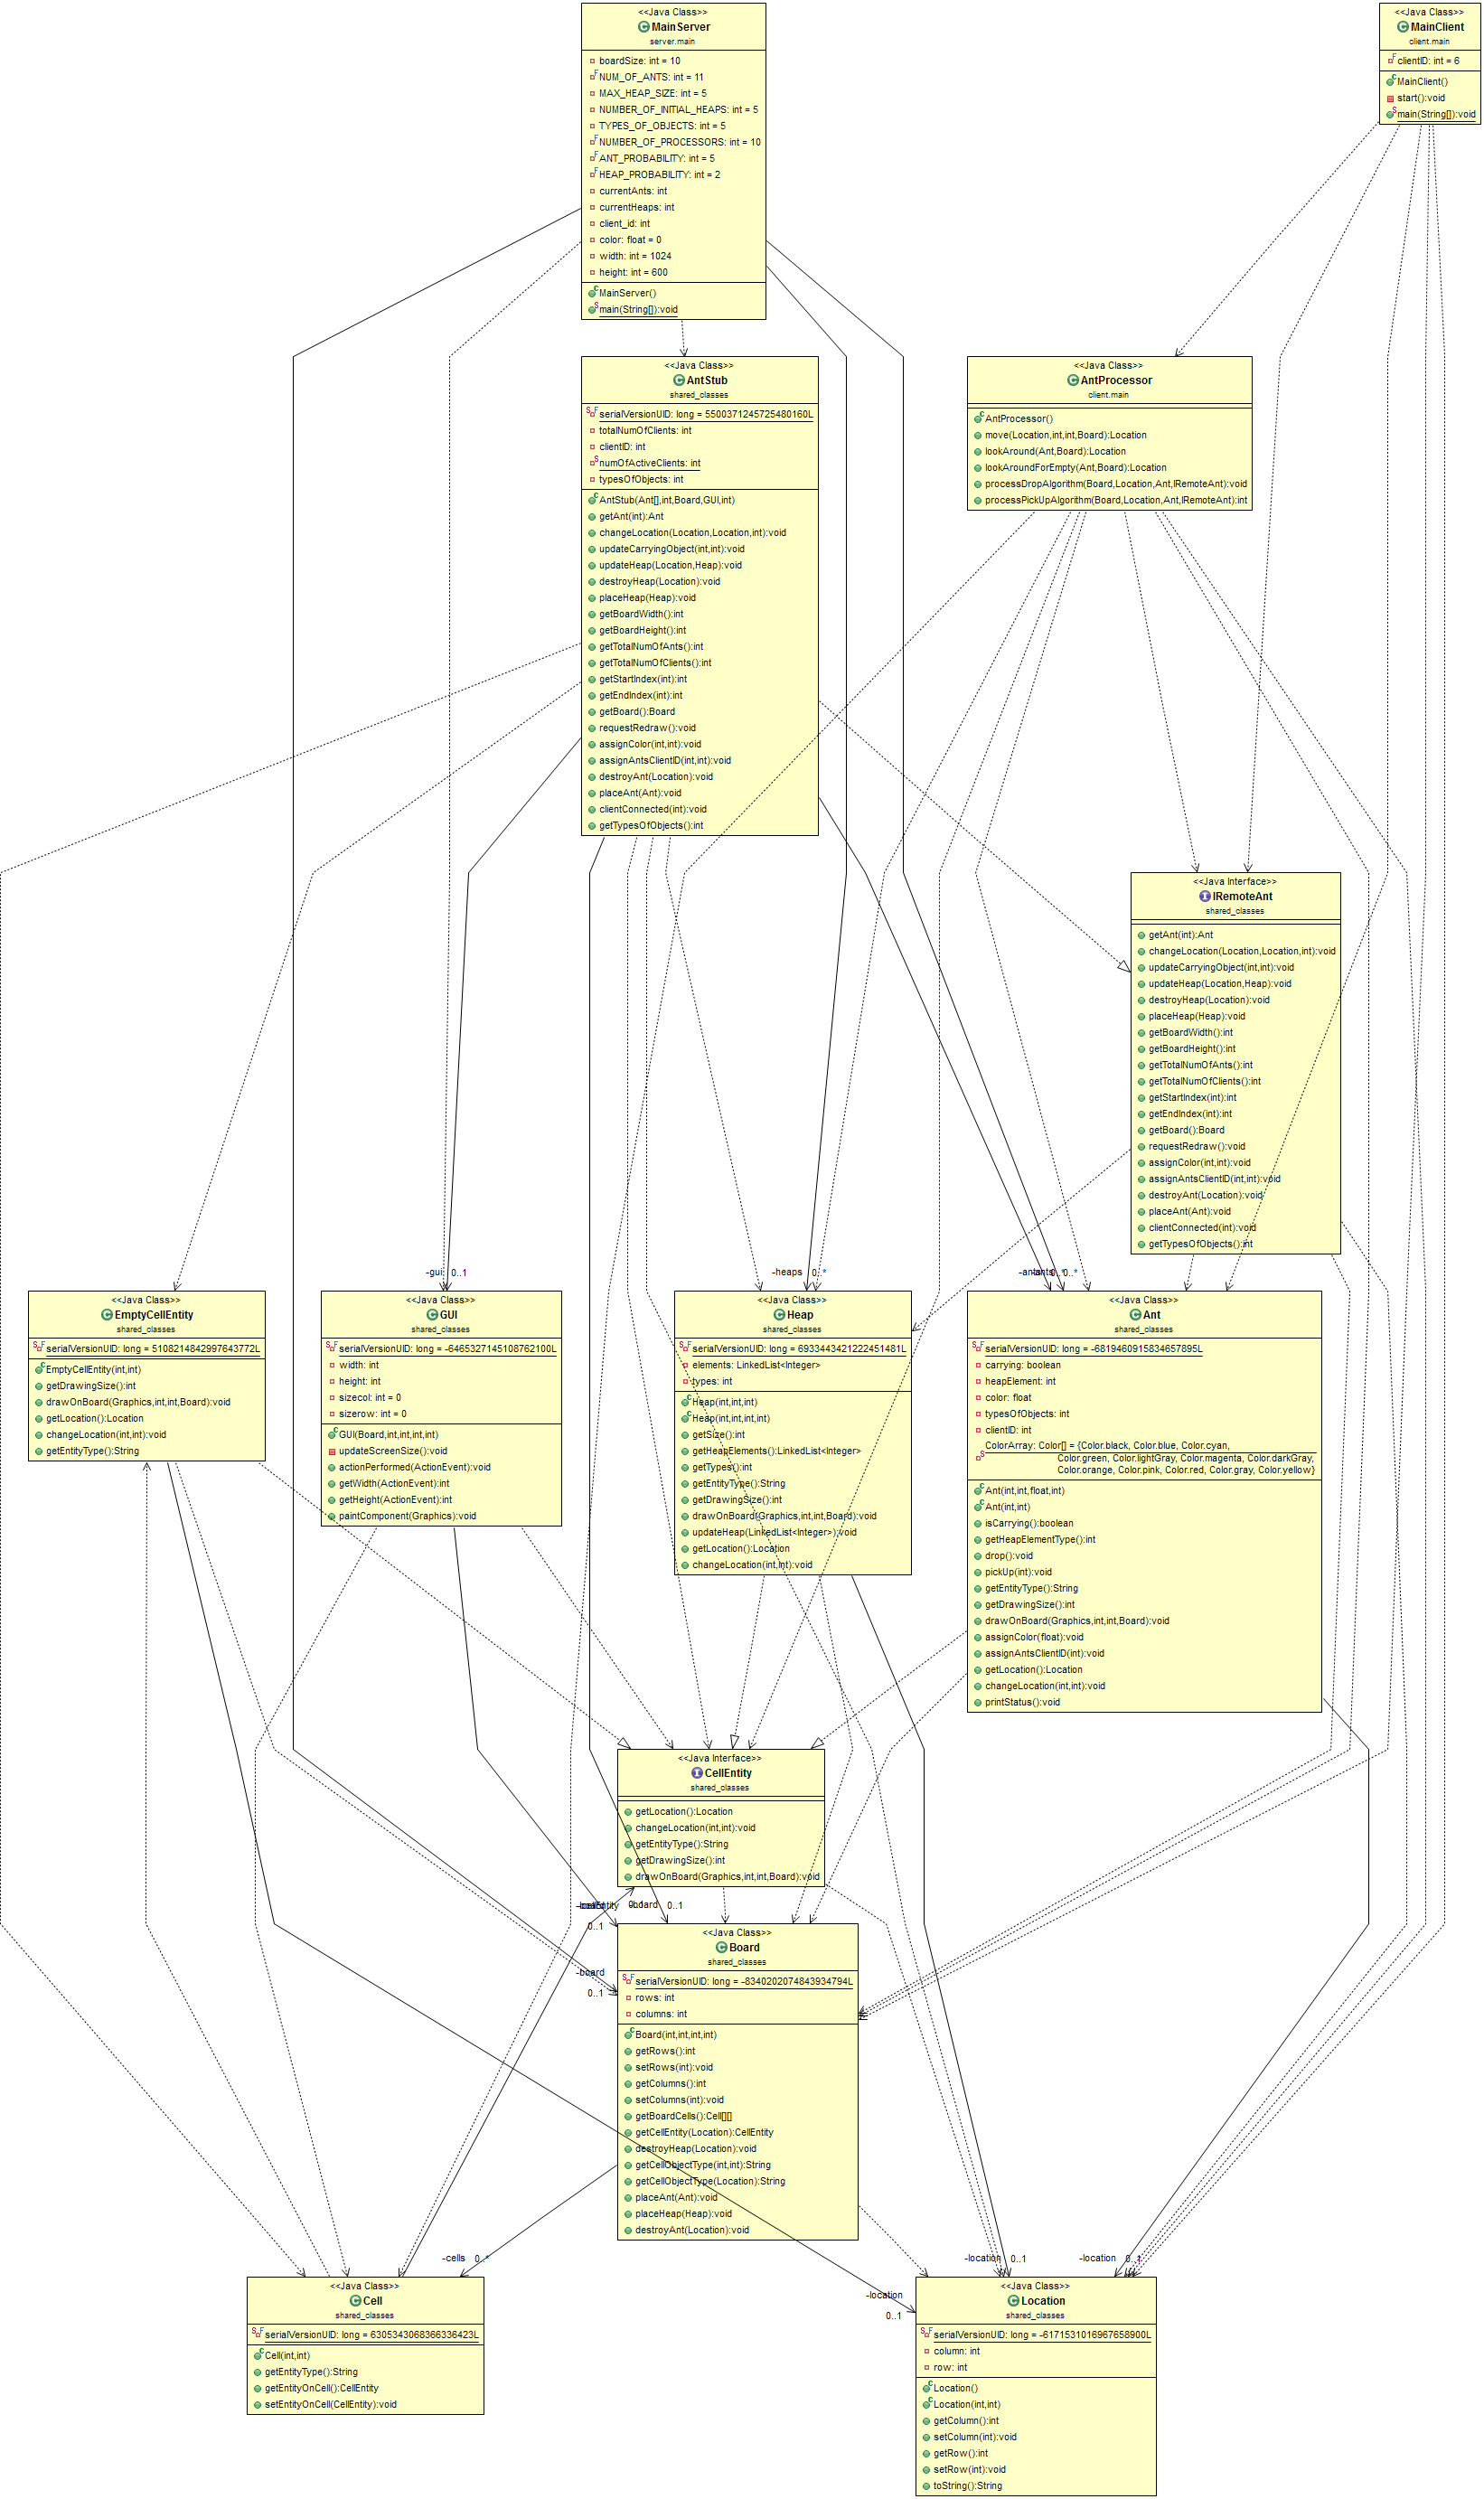 <<Java Class>>
MainServer
server.main
boardSize: int = 10
NUM_OF_ANTS: int = 11
MAX_HEAP_SIZE: int = 5
NUMBER_OF_INITIAL_HEAPS: int = 5
TYPES_OF_OBJECTS: int = 5
NUMBER_OF_PROCESSORS: int = 10
ANT_PROBABILITY: int = 5
HEAP_PROBABILITY: int = 2
currentAnts: int
currentHeaps: int
client_id: int
color: float = 0
width: int = 1024
height: int = 600
MainServer()
main(String[]):void
<<Java Class>>
MainClient
client.main
clientID: int = 6
MainClient()
start():void
main(String[]):void
<<Java Class>>
AntStub
shared_classes
serialVersionUID: long = 5500371245725480160L
totalNumOfClients: int
clientID: int
numOfActiveClients: int
typesOfObjects: int
AntStub(Ant[],int,Board,GUI,int)
getAnt(int):Ant
changeLocation(Location,Location,int):void
updateCarryingObject(int,int):void
updateHeap(Location,Heap):void
destroyHeap(Location):void
placeHeap(Heap):void
getBoardWidth():int
getBoardHeight():int
getTotalNumOfAnts():int
getTotalNumOfClients():int
getStartIndex(int):int
getEndIndex(int):int
getBoard():Board
requestRedraw():void
assignColor(int,int):void
assignAntsClientID(int,int):void
destroyAnt(Location):void
placeAnt(Ant):void
clientConnected(int):void
getTypesOfObjects():int
<<Java Class>>
AntProcessor
client.main
AntProcessor()
move(Location,int,int,Board):Location
lookAround(Ant,Board):Location
lookAroundForEmpty(Ant,Board):Location
processDropAlgorithm(Board,Location,Ant,IRemoteAnt):void
processPickUpAlgorithm(Board,Location,Ant,IRemoteAnt):int
<<Java Interface>>
IRemoteAnt
shared_classes
getAnt(int):Ant
changeLocation(Location,Location,int):void
updateCarryingObject(int,int):void
updateHeap(Location,Heap):void
destroyHeap(Location):void
placeHeap(Heap):void
getBoardWidth():int
getBoardHeight():int
getTotalNumOfAnts():int
getTotalNumOfClients():int
getStartIndex(int):int
getEndIndex(int):int
getBoard():Board
requestRedraw():void
assignColor(int,int):void
assignAntsClientID(int,int):void
destroyAnt(Location):void
placeAnt(Ant):void
clientConnected(int):void
getTypesOfObjects():int
-gui 0..1
-heaps 0..*
0..*
<<Java Class>>
EmptyCellEntity
shared_classes
serialVersionUID: long = 5108214842997643772L
EmptyCellEntity(int,int)
getDrawingSize():int
drawOnBoard(Graphics,int,int,Board):void
getLocation():Location
changeLocation(int,int):void
getEntityType():String
<<Java Class>>
GUI
shared_classes
serialVersionUID: long = -6465327145108762100L
width: int
height: int
sizecol: int = 0
sizerow: int = 0
GUI(Board,int,int,int,int)
updateScreenSize():void
actionPerformed(ActionEvent):void
getWidth(ActionEvent):int
getHeight(ActionEvent):int
paintComponent(Graphics):void
<<Java Class>>
Heap
shared_classes
serialVersionUID: long = 6933443421222451481L
elements: LinkedList<Integer>
types: int
Heap(int,int,int)
Heap(int,int,int,int)
getSize():int
getHeapElements():LinkedList<Integer>
getTypes():int
getEntityType():String
getDrawingSize():int
drawOnBoard(Graphics,int,int,Board):void
updateHeap(LinkedList<Integer>):void
getLocation():Location
changeLocation(int,int):void
<<Java Class>>
Ant
shared_classes
serialVersionUID: long = -6819460915834657895L
carrying: boolean
heapElement: int
color: float
typesOfObjects: int
clientID: int
ColorArray: Color[] = {Color.black, Color.blue, Color.cyan,
Color.green, Color.lightGray, Color.magenta, Color.darkGray,
Color.orange, Color.pink, Color.red, Color.gray, Color.yellow}
Ant(int,int,float,int)
Ant(int,int)
isCarrying():boolean
getHeapElementType():int
drop():void
pickUp(int):void
getEntityType():String
getDrawingSize():int
drawOnBoard(Graphics,int,int,Board):void
assignColor(float):void
assignAntsClientID(int):void
getLocation():Location
changeLocation(int,int):void
printStatus():void
<<Java Interface>>
CellEntity
shared_classes
getLocation():Location
changeLocation(int,int):void
getEntityType():String
getDrawingSize():int
drawOnBoard(Graphics,int,int,Board):void
-board 0..1
0..1
-board
0..1
<<Java Class>>
Board
shared_classes
serialVersionUID: long = -8340202074843934794L
rows: int
columns: int
Board(int,int,int,int)
getRows():int
setRows(int):void
getColumns():int
setColumns(int):void
getBoardCells():Cell[][]
getCellEntity(Location):CellEntity
destroyHeap(Location):void
getCellObjectType(int,int):String
getCellObjectType(Location):String
placeAnt(Ant):void
placeHeap(Heap):void
destroyAnt(Location):void
-cells 0..*
-location 0..1
-location 0..1
-location
0..1
<<Java Class>>
Cell
shared_classes
serialVersionUID: long = 6305343068366336423L
Cell(int,int)
getEntityType():String
getEntityOnCell():CellEntity
setEntityOnCell(CellEntity):void
<<Java Class>>
Location
shared_classes
serialVersionUID: long = -6171531016967658900L
column: int
row: int
Location()
Location(int,int)
getColumn():int
setColumn(int):void
getRow():int
setRow(int):void
toString():String